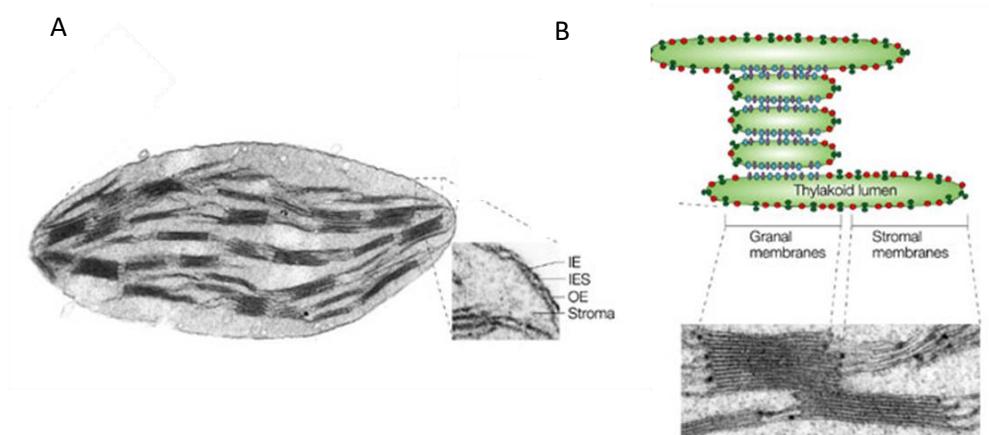 A
B
IE
IES
OE
Stroma
Thylakoid lumen
Granal
membranes
Stromal
membranes